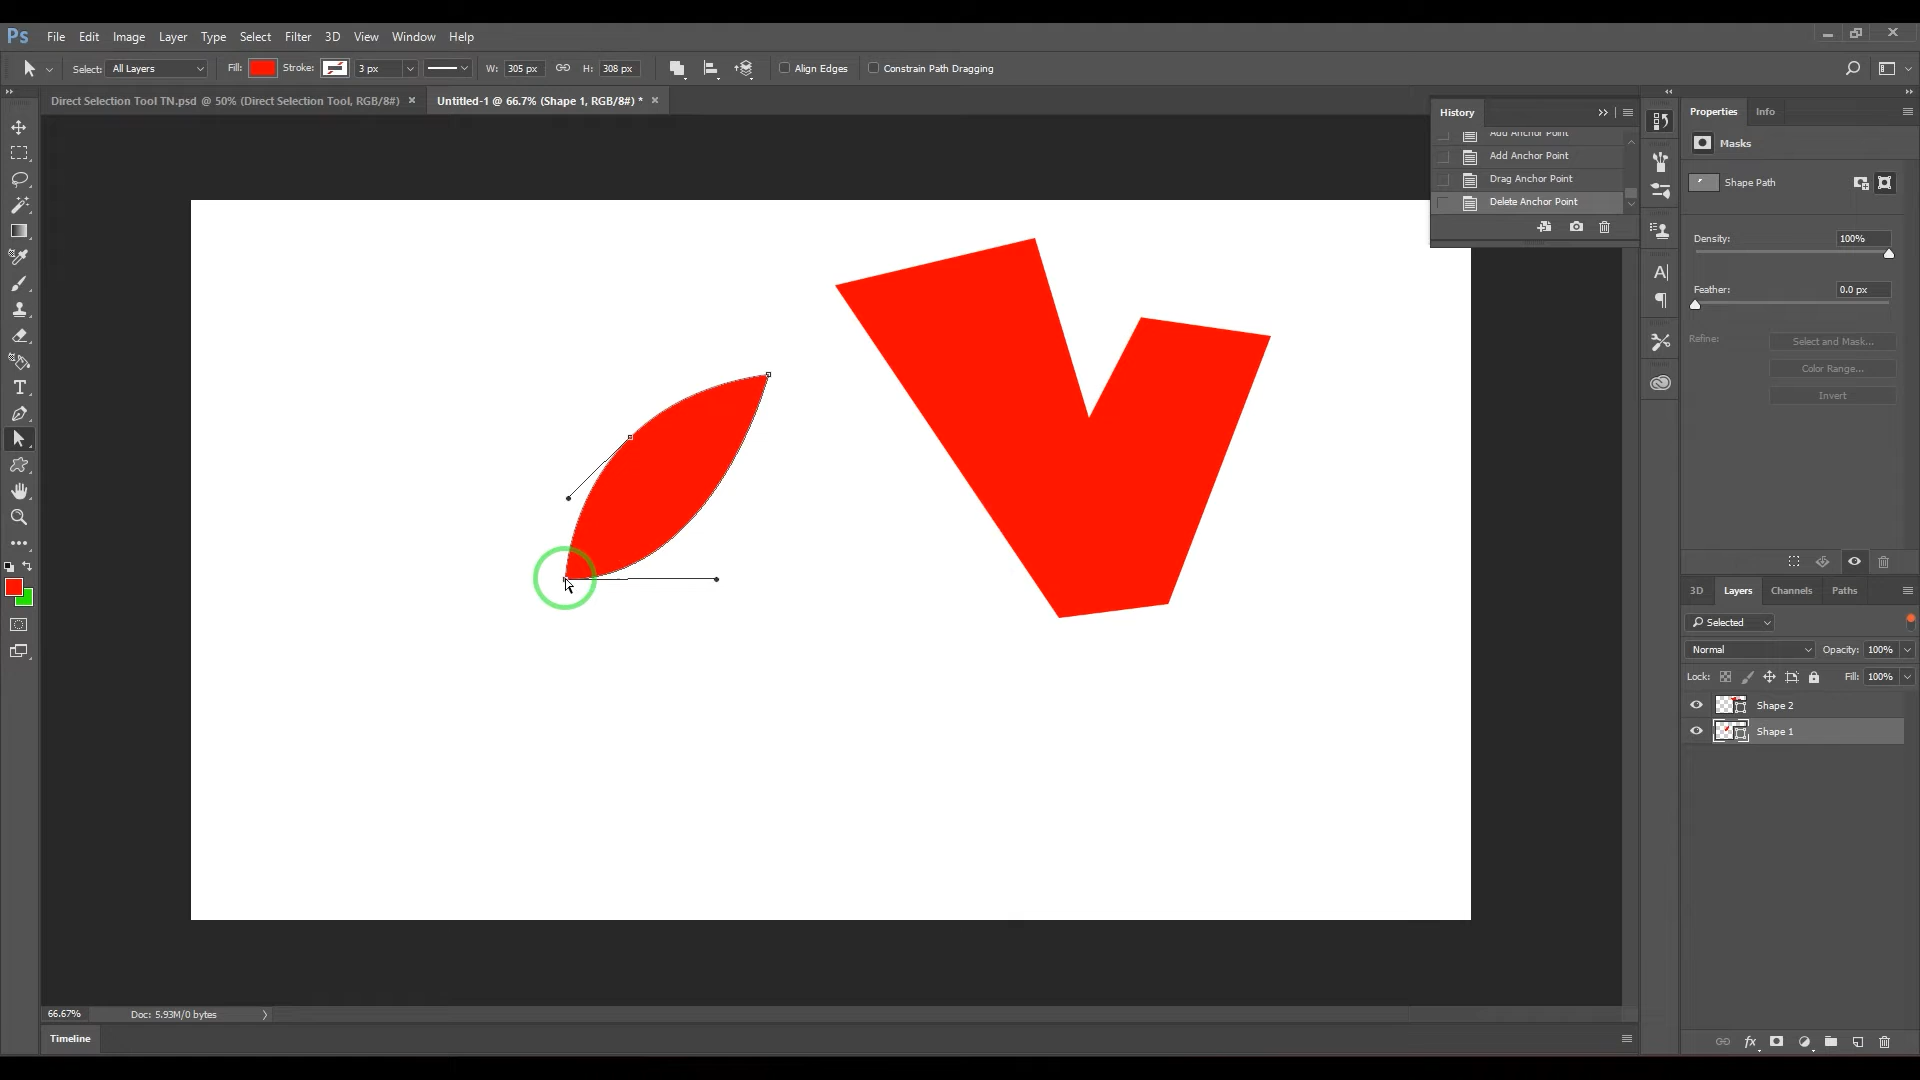 Ps File Edit Image Layer Type Select Filter 3D View Window Help
Select: All Layers Fill: Stroke: 3 px W: 305 px H: 308 px Align Edges Constrain Path Dragging
Direct Selection Tool TN.psd @ 50% (Direct Selection Tool, RGB/8#) × Untitled-1 @ 66.7% (Shape 1, RGB/8#) * ×
History
Add Anchor Point
Add Anchor Point
Drag Anchor Point
Delete Anchor Point
Properties Info
Masks
Shape Path
Density: 100%
Feather: 0.0 px
Refine: Select and Mask...
Color Range...
Invert
3D Layers Channels Paths
Selected
Normal Opacity: 100%
Lock: Fill: 100%
Shape 2
Shape 1
66.67% Doc: 5.93M/0 bytes
Timeline